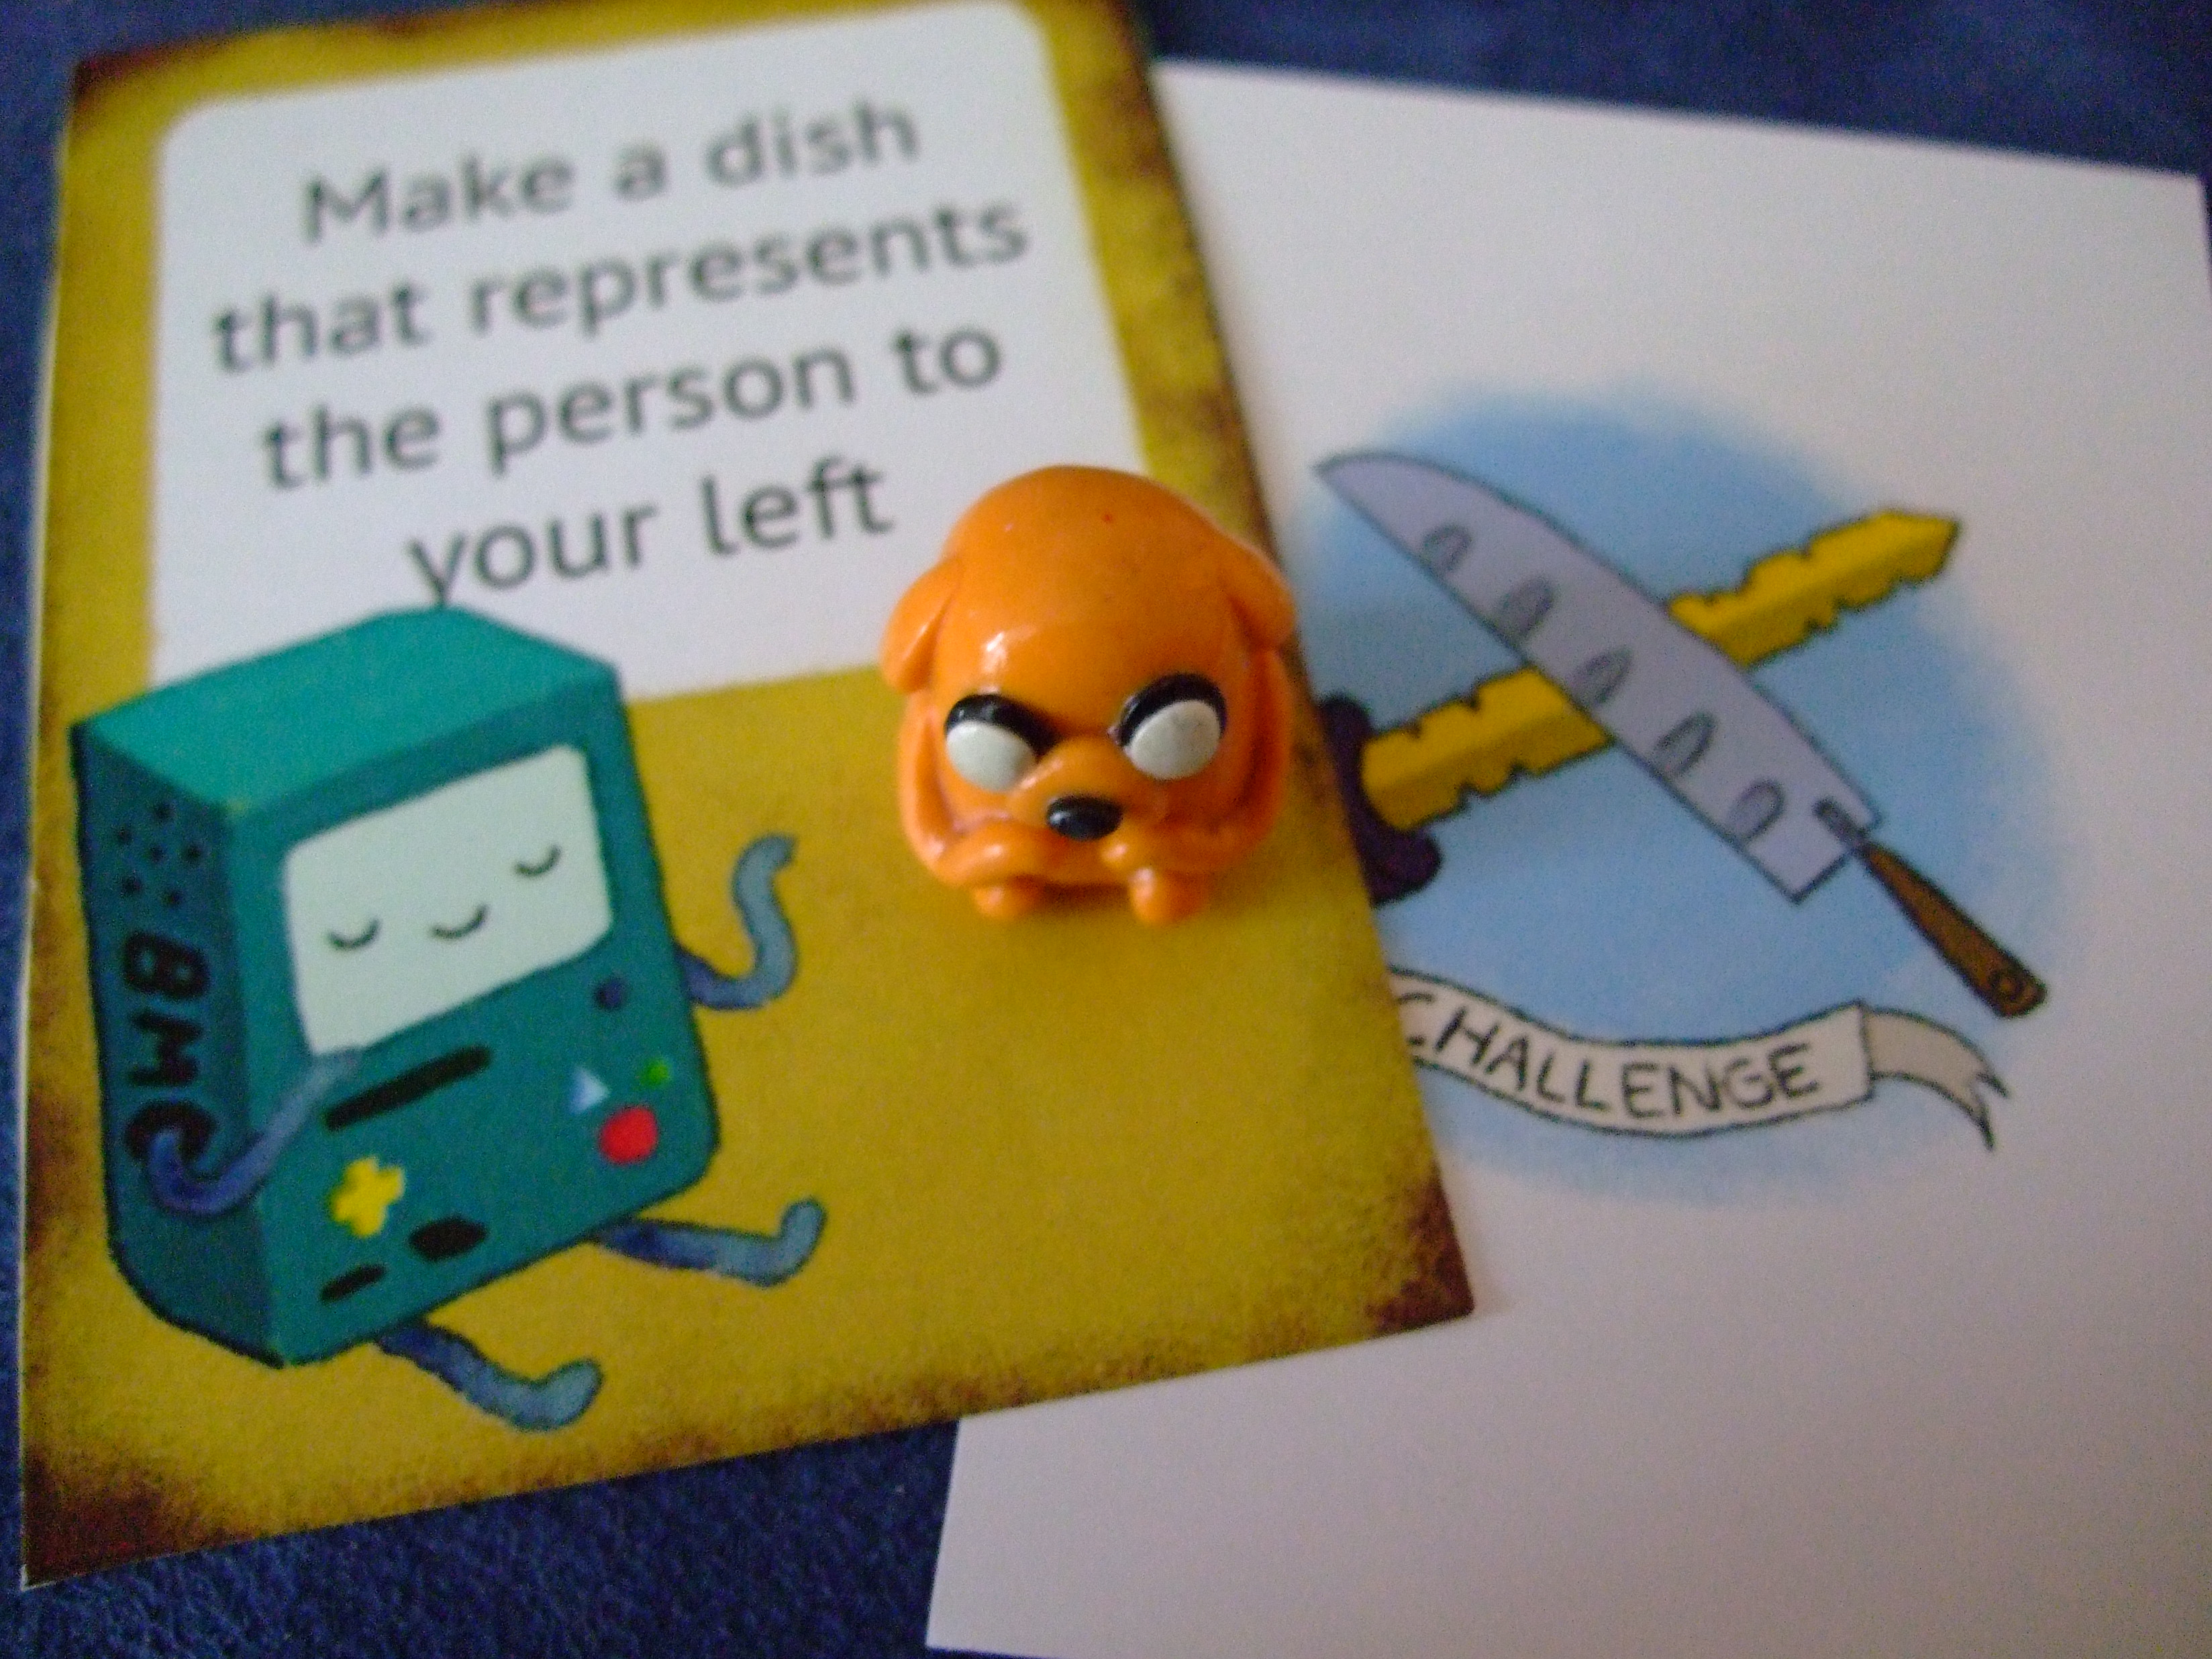 Make a dish
that represents
the person to
your left
BMO
CHALLENGE